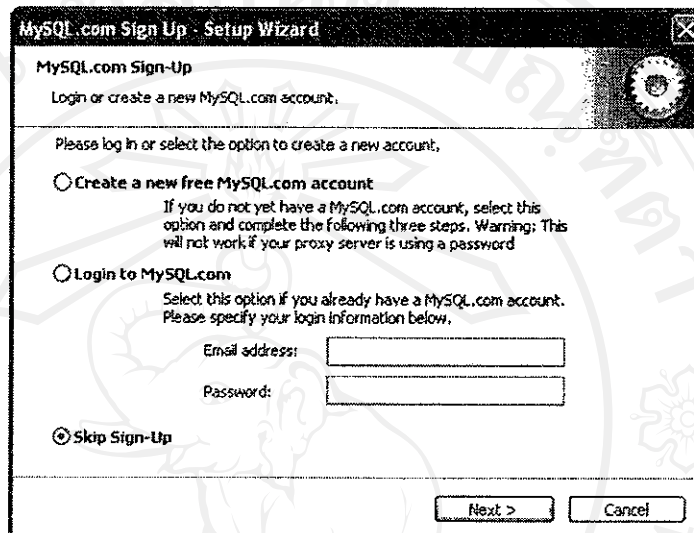 MySQL.com Sign Up - Setup Wizard
MySQL.com Sign-Up
Login or create a new MySQL.com account.
Please log in or select the option to create a new account.
Create a new free MySQL.com account
If you do not yet have a MySQL.com account, select this
option and complete the following three steps. Warning: This
will not work if your proxy server is using a password
Login to MySQL.com
Select this option if you already have a MySQL.com account.
Please specify your login information below.
Email address:
Password:
Skip Sign-Up
Next >
Cancel